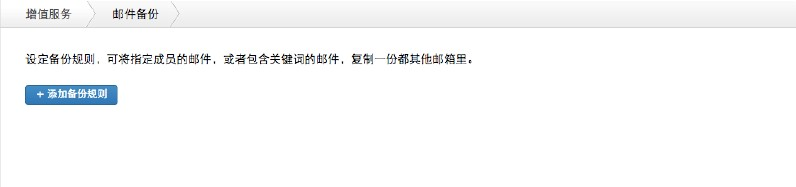 增值服务 邮件备份
设定备份规则，可将指定成员的邮件，或者包含关键词的邮件，复制一份都其他邮箱里。
+ 添加备份规则